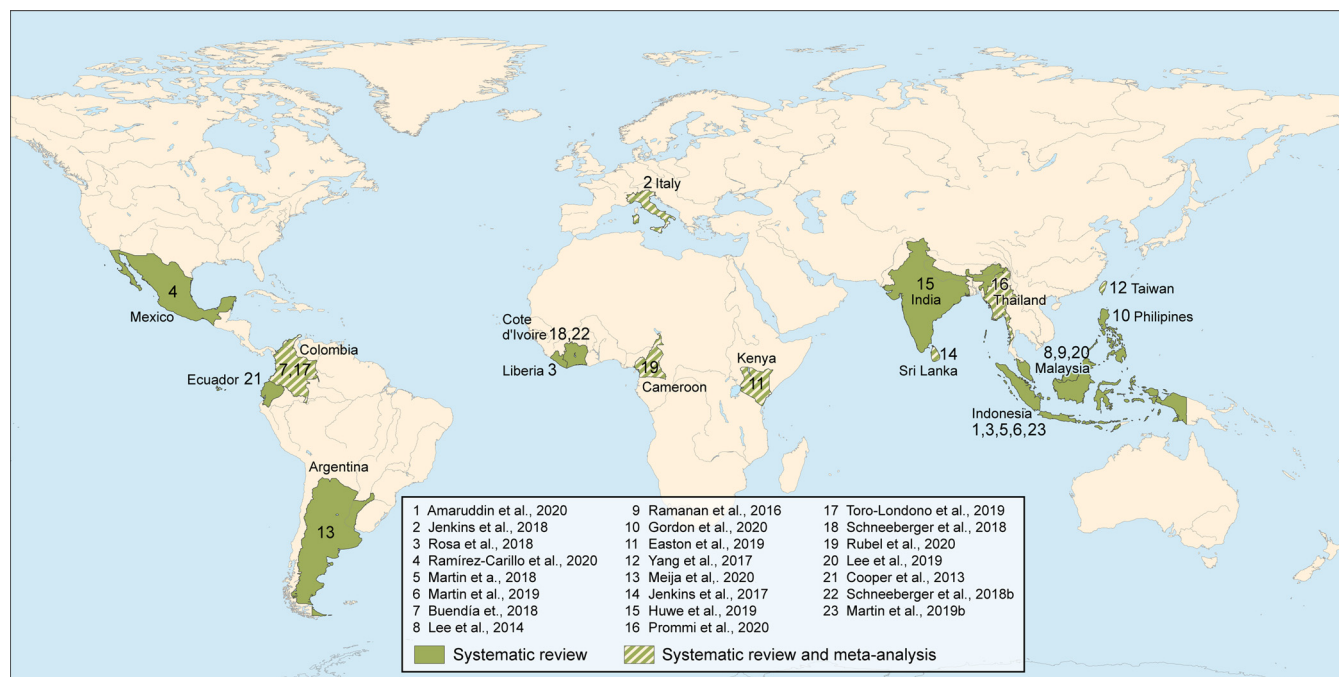 2 Italy
4
Mexico
Colombia
7,17
Ecuador 21
Argentina
13
Cote
d'Ivoire 18,22
Liberia 3
19
Cameroon
Kenya
11
15
India
16
Thailand
14
Sri Lanka
12 Taiwan
10 Philipines
8,9,20
Malaysia
Indonesia
1,3,5,6,23
1 Amaruddin et al., 2020
2 Jenkins et al., 2018
3 Rosa et al., 2018
4 Ramírez-Carillo et al., 2020
5 Martin et a., 2018
6 Martin et al., 2019
7 Buendía et., 2018
8 Lee et al., 2014
9 Ramanan et al., 2016
10 Gordon et al., 2020
11 Easton et al., 2019
12 Yang et al., 2017
13 Meija et al,. 2020
14 Jenkins et al., 2017
15 Huwe et al., 2019
16 Prommi et al., 2020
17 Toro-Londono et al., 2019
18 Schneeberger et al., 2018
19 Rubel et al., 2020
20 Lee et al., 2019
21 Cooper et al., 2013
22 Schneeberger et al., 2018b
23 Martin et al., 2019b
Systematic review
Systematic review and meta-analysis